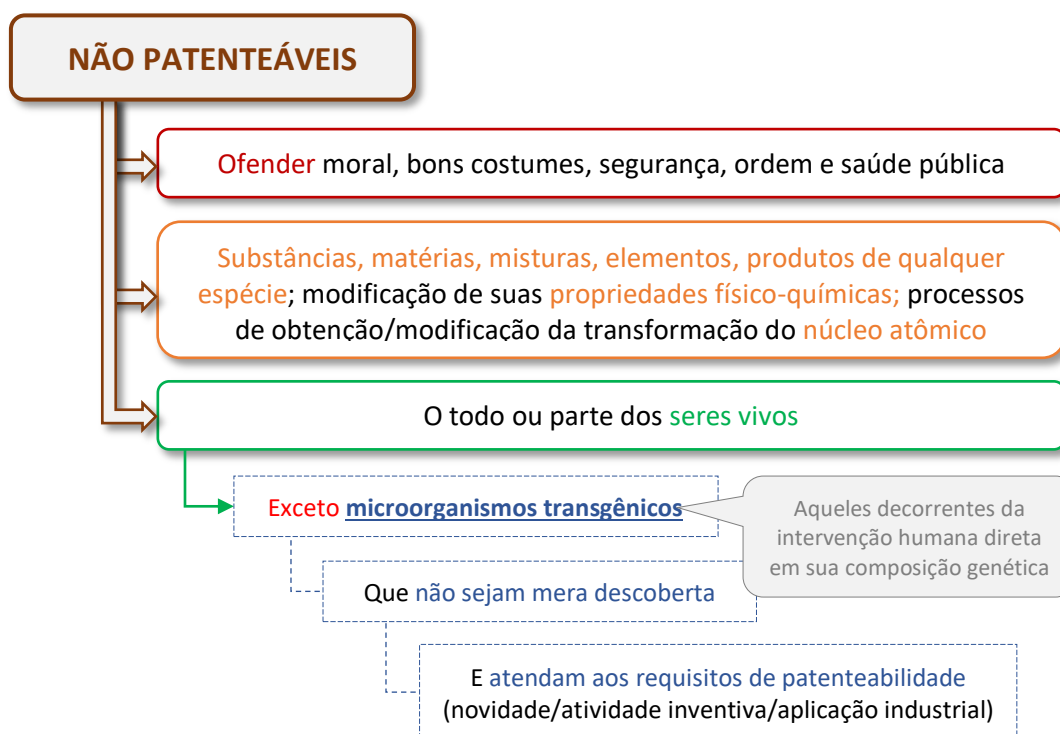 NÃO PATENTEÁVEIS
Ofender moral, bons costumes, segurança, ordem e saúde pública
Substâncias, matérias, misturas, elementos, produtos de qualquer
espécie; modificação de suas propriedades físico-químicas; processos
de obtenção/modificação da transformação do núcleo atômico
O todo ou parte dos seres vivos
Exceto microorganismos transgênicos
Aqueles decorrentes da
intervenção humana direta
em sua composição genética
Que não sejam mera descoberta
E atendam aos requisitos de patenteabilidade
(novidade/atividade inventiva/aplicação industrial)